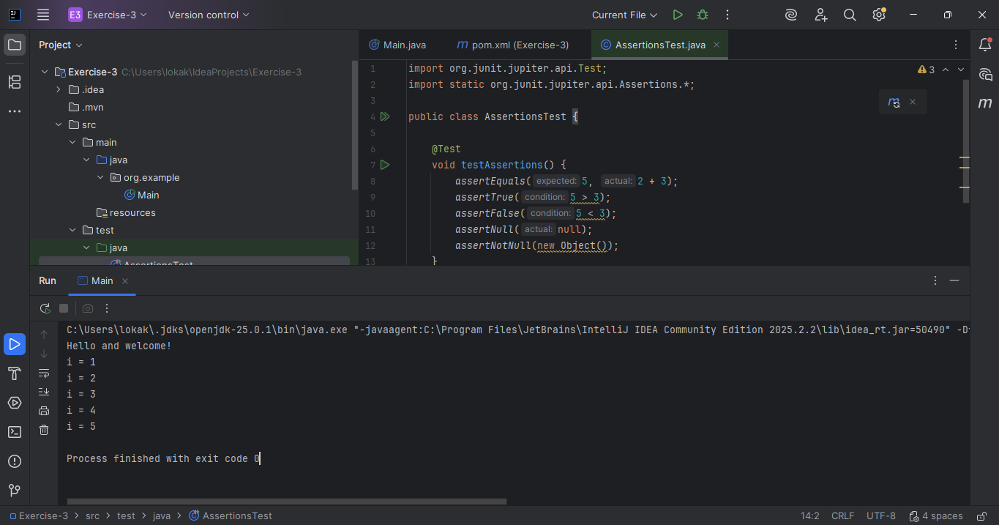 E3 Exercise-3 Version control Current File
Project
Exercise-3 C:\Users\lokak\IdeaProjects\Exercise-3
.idea
.mvn
src
main
java
org.example
Main
resources
test
java
AssertionsTest
Main.java m pom.xml (Exercise-3) AssertionsTest.java
1 import org.junit.jupiter.api.Test;
2 import static org.junit.jupiter.api.Assertions.*;
3
4 public class AssertionsTest {
5
6 @Test
7 void testAssertions() {
8 assertEquals( expected: 5, actual: 2 + 3);
9 assertTrue( condition: 5 > 3);
10 assertFalse( condition: 5 < 3);
11 assertNull( actual: null);
12 assertNotNull(new Object());
13 }
3
m
m
Run Main
C:\Users\lokak\.jdks\openjdk-25.0.1\bin\java.exe "-javaagent:C:\Program Files\JetBrains\IntelliJ IDEA Community Edition 2025.2.2\lib\idea_rt.jar=50490" -D
Hello and welcome!
i = 1
i = 2
i = 3
i = 4
i = 5
Process finished with exit code 0
Exercise-3 > src > test > java > AssertionsTest 14:2 CRLF UTF-8 4 spaces